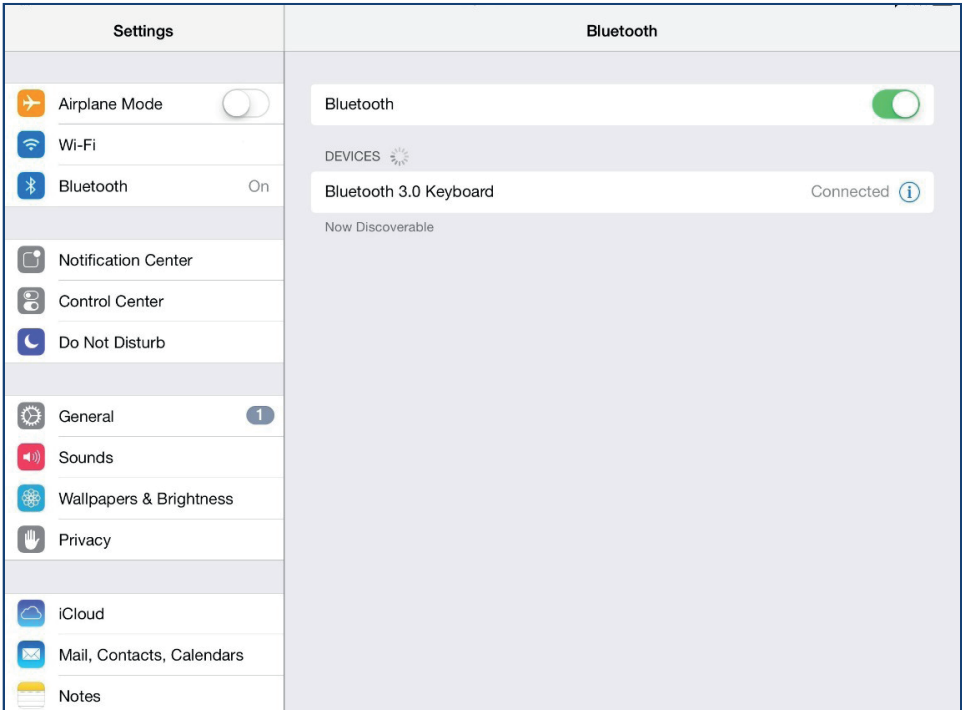 Settings
Bluetooth
Airplane Mode
Wi-Fi
Bluetooth On
Notification Center
Control Center
Do Not Disturb
General 1
Sounds
Wallpapers & Brightness
Privacy
iCloud
Mail, Contacts, Calendars
Notes
Bluetooth
DEVICES
Bluetooth 3.0 Keyboard Connected i
Now Discoverable